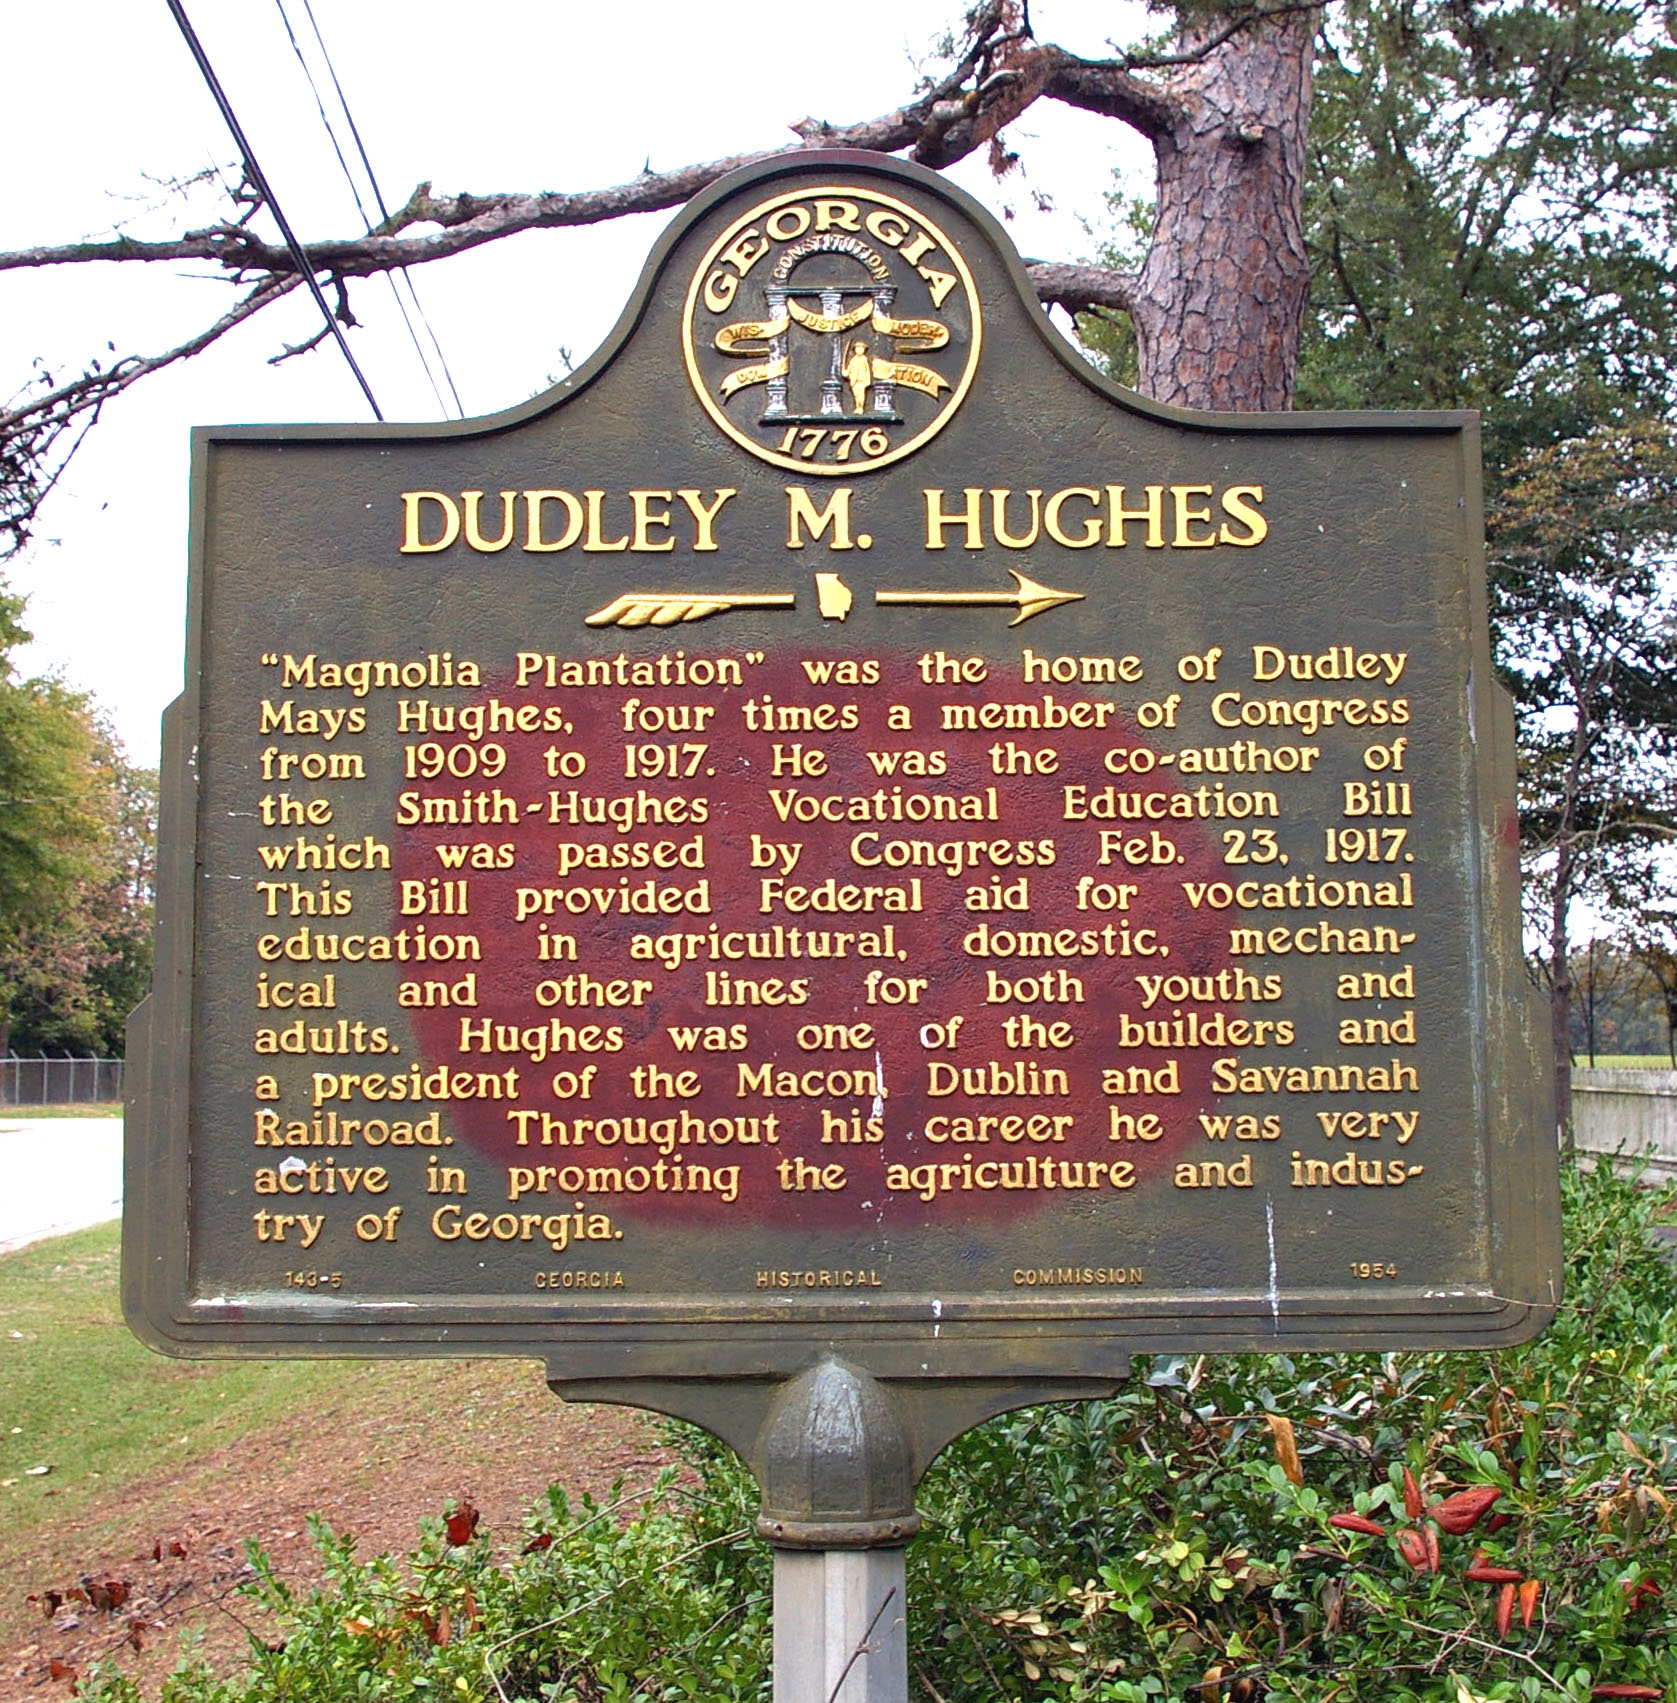 GEORGIA
CONSTITUTION
JUSTICE
WIS- MODER-
DOM ATION
1776
DUDLEY M. HUGHES
“Magnolia Plantation” was the home of Dudley
Mays Hughes, four times a member of Congress
from 1909 to 1917. He was the co-author of
the Smith-Hughes Vocational Education Bill
which was passed by Congress Feb. 23, 1917.
This Bill provided Federal aid for vocational
education in agricultural, domestic, mechan-
ical and other lines for both youths and
adults. Hughes was one of the builders and
a president of the Macon, Dublin and Savannah
Railroad. Throughout his career he was very
active in promoting the agriculture and indus-
try of Georgia.
143-5 GEORGIA HISTORICAL COMMISSION 1954